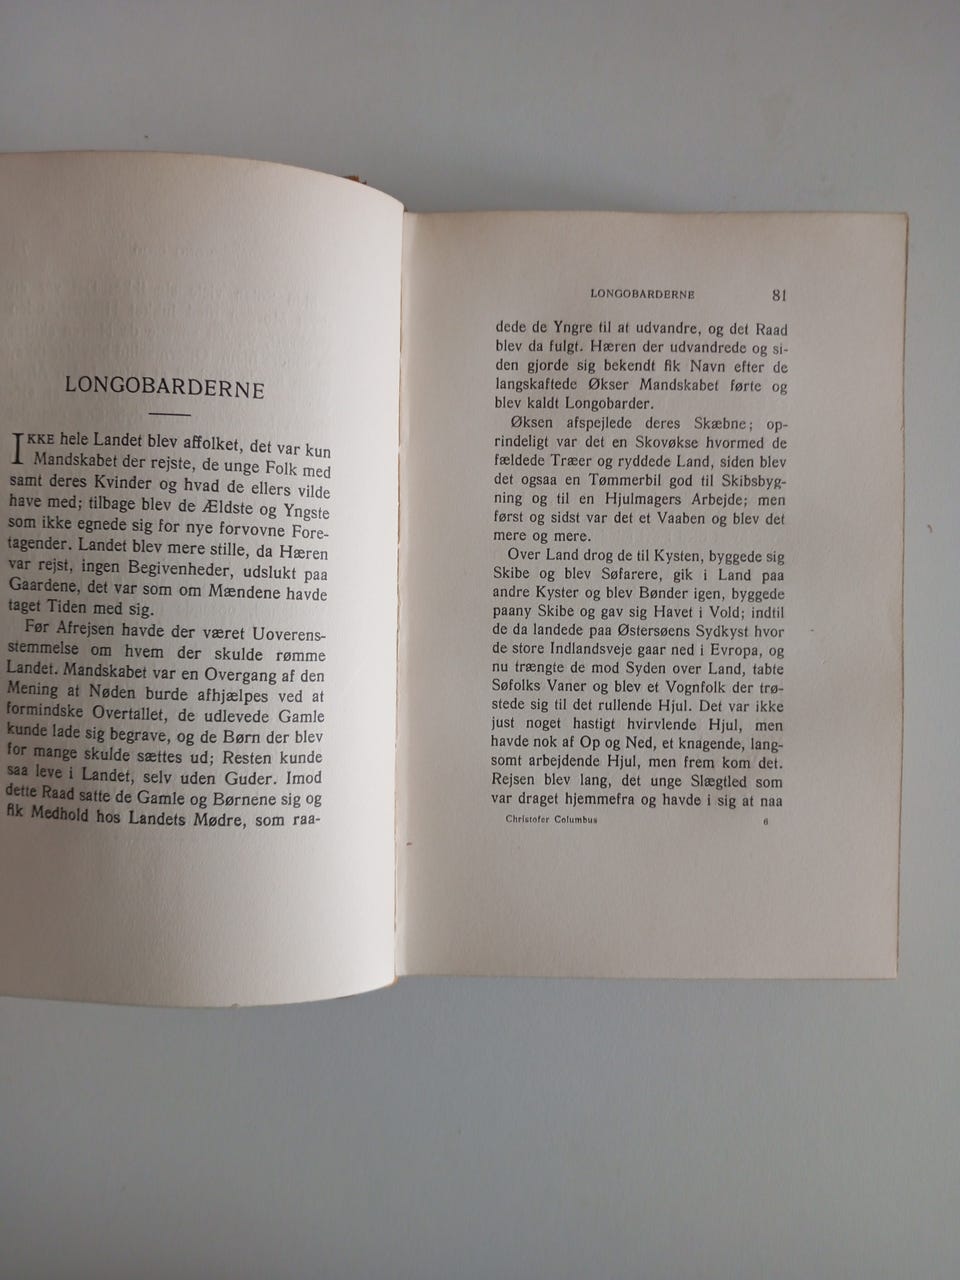 LONGOBARDERNE
IKKE hele Landet blev affolket, det var kun
Mandskabet der rejste, de unge Folk med
samt deres Kvinder og hvad de ellers vilde
have med; tilbage blev de Ældste og Yngste
som ikke egnede sig for nye forvovne Fore-
tagender. Landet blev mere stille, da Hæren
var rejst, ingen Begivenheder, udslukt paa
Gaardene, det var som om Mændene havde
taget Tiden med sig.
Før Afrejsen havde der været Uoverens-
stemmelse om hvem der skulde rømme
Landet. Mandskabet var en Overgang af den
Mening at Nøden burde afhjælpes ved at
formindske Overtallet, de udlevede Gamle
kunde lade sig begrave, og de Børn der blev
for mange skulde sættes ud; Resten kunde
saa leve i Landet, selv uden Guder. Imod
dette Raad satte de Gamle og Børnene sig og
fik Medhold hos Landets Mødre, som raa-
LONGOBARDERNE 81
dede de Yngre til at udvandre, og det Raad
blev da fulgt. Hæren der udvandrede og si-
den gjorde sig bekendt fik Navn efter de
langskaftede Økser Mandskabet førte og
blev kaldt Longobarder.
Øksen afspejlede deres Skæbne; op-
rindeligt var det en Skovøkse hvormed de
fældede Træer og ryddede Land, siden blev
det ogsaa en Tømmerbil god til Skibsbyg-
ning og til en Hjulmagers Arbejde; men
først og sidst var det et Vaaben og blev det
mere og mere.
Over Land drog de til Kysten, byggede sig
Skibe og blev Søfarere, gik i Land paa
andre Kyster og blev Bønder igen, byggede
paany Skibe og gav sig Havet i Vold; indtil
de da landede paa Østersøens Sydkyst hvor
de store Indlandsveje gaar ned i Evropa, og
nu trængte de mod Syden over Land, tabte
Søfolks Vaner og blev et Vognfolk der trø-
stede sig til det rullende Hjul. Det var ikke
just noget hastigt hvirvlende Hjul, men
havde nok af Op og Ned, et knagende, lang-
somt arbejdende Hjul, men frem kom det.
Rejsen blev lang, det unge Slægtled som
var draget hjemmefra og havde i sig at naa
Christofer Columbus 6